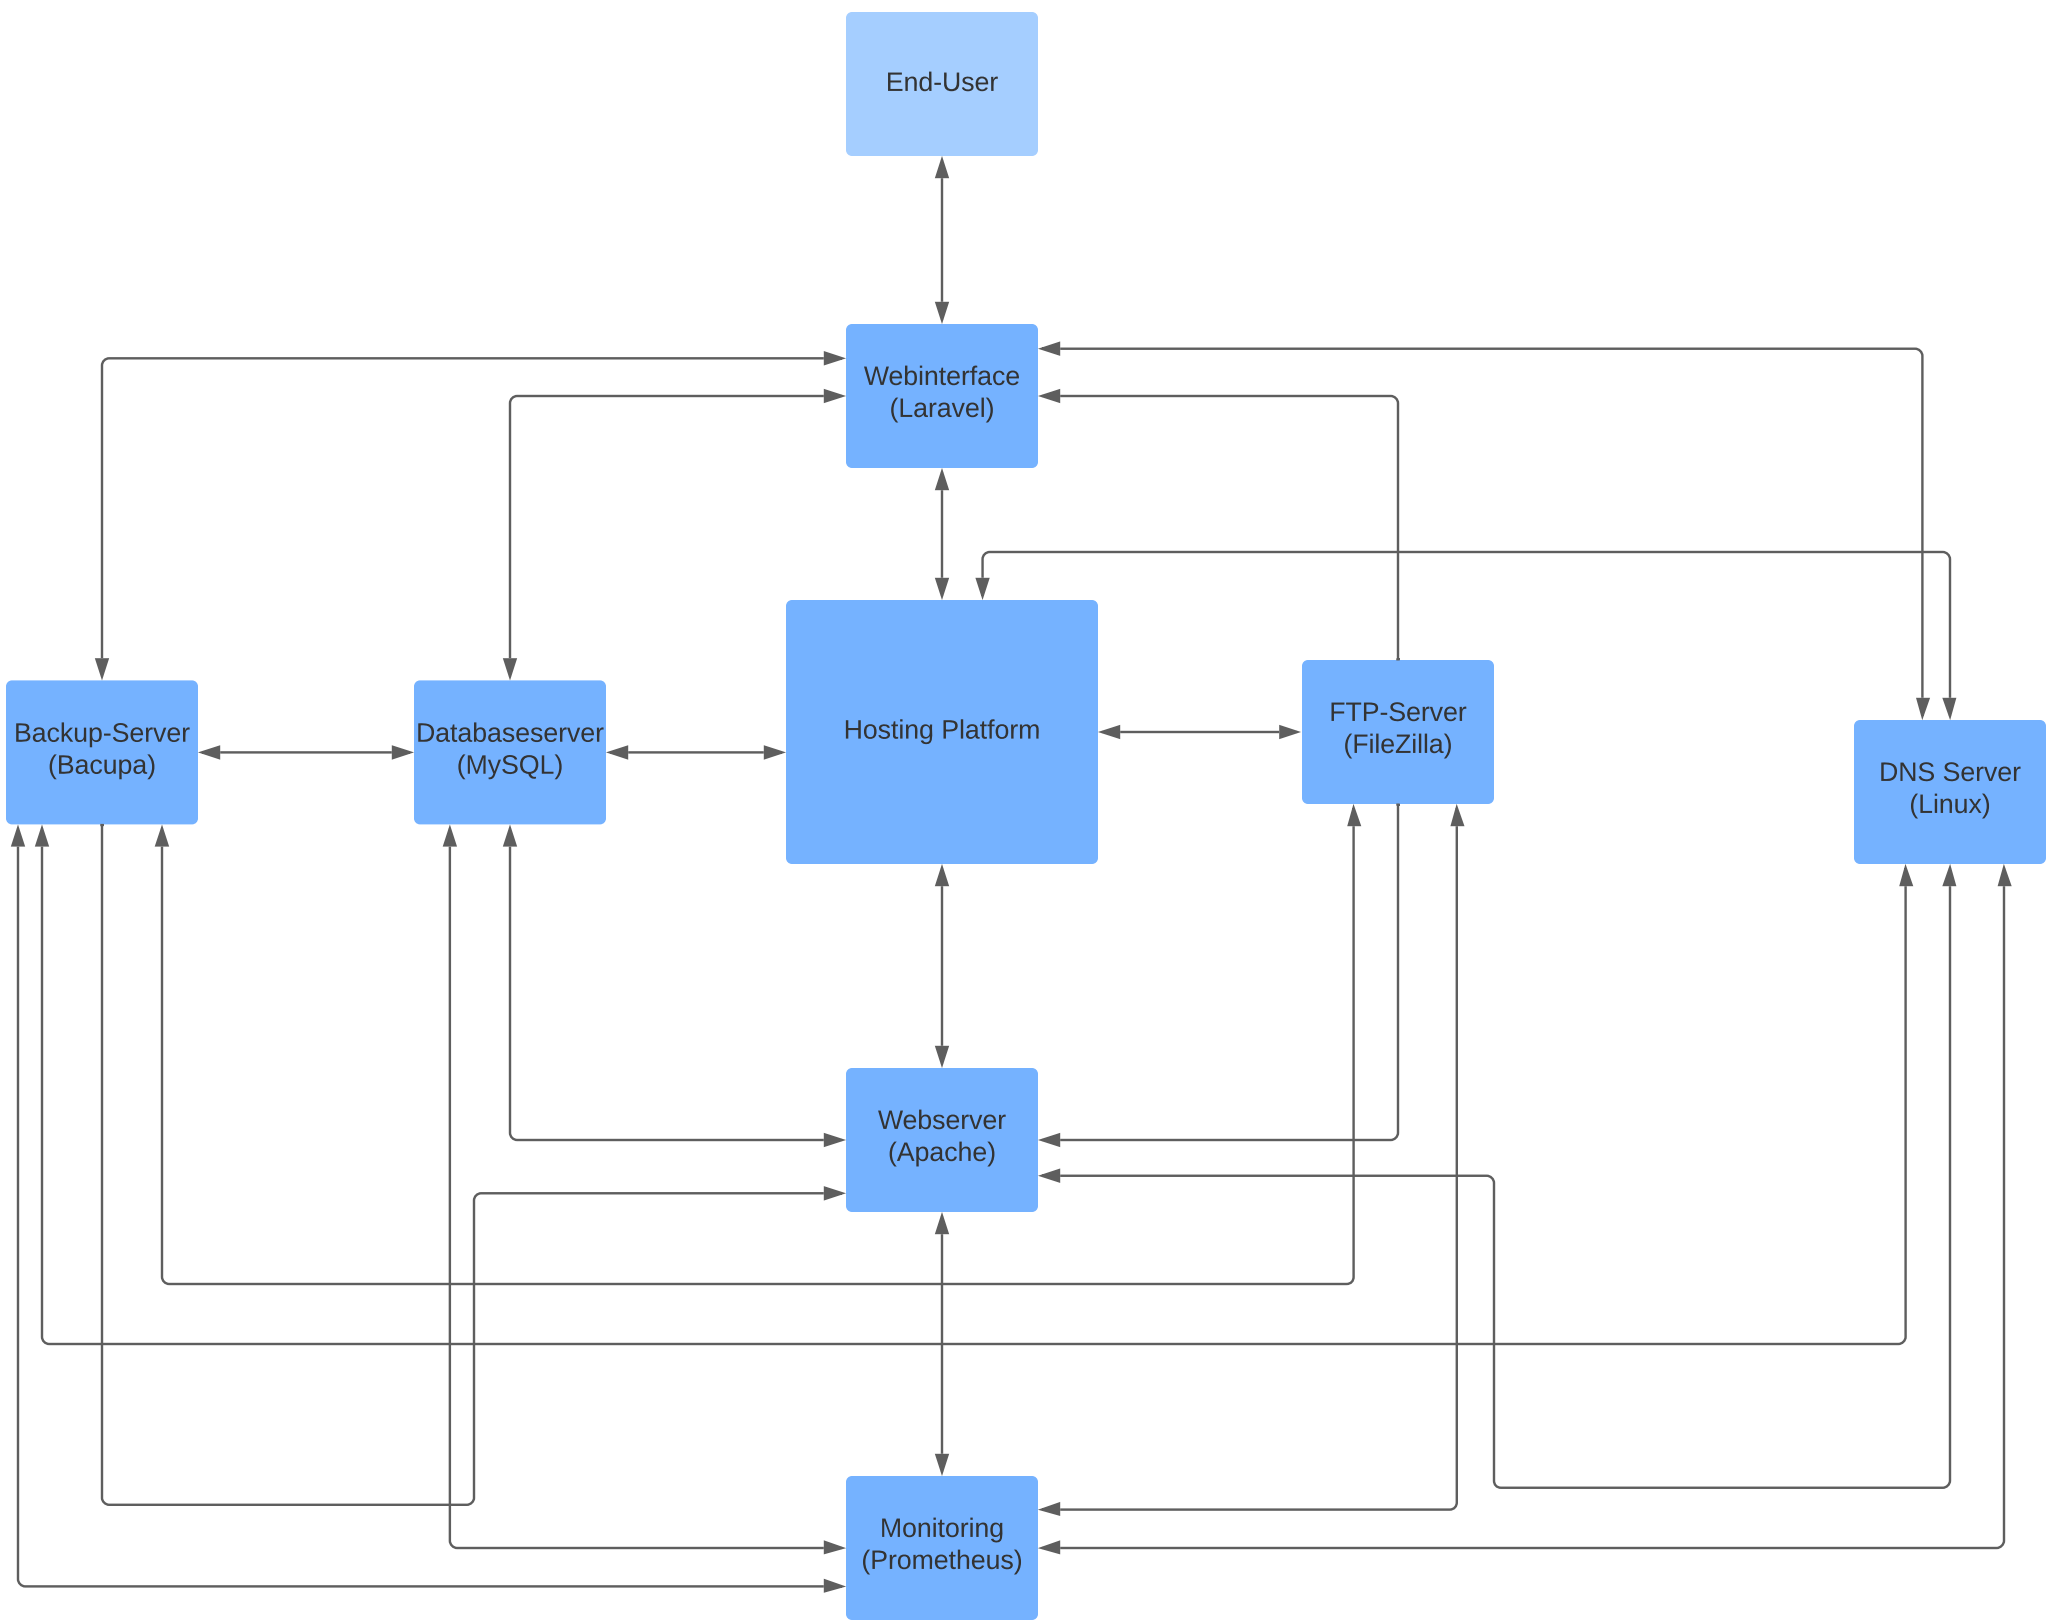 End-User
Webinterface
(Laravel)
Backup-Server
(Bacupa)
Databaseserver
(MySQL)
Hosting Platform
FTP-Server
(FileZilla)
DNS Server
(Linux)
Webserver
(Apache)
Monitoring
(Prometheus)